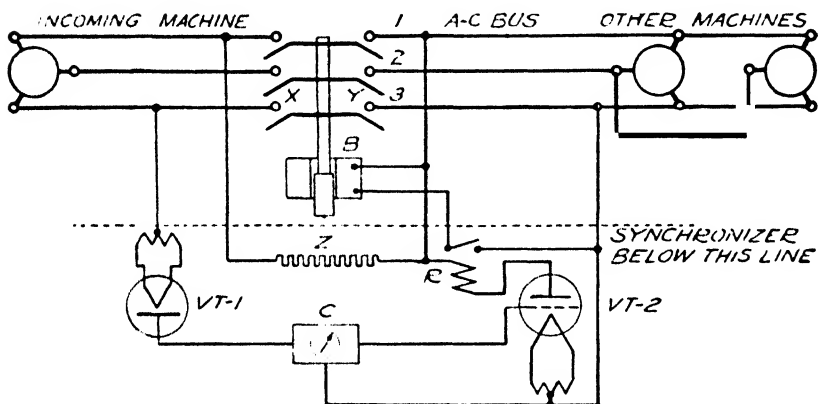 INCOMING MACHINE
1
A-C BUS
OTHER MACHINES
2
X
Y
3
B
Z
SYNCHRONIZER
BELOW THIS LINE
R
VT-1
C
VT-2